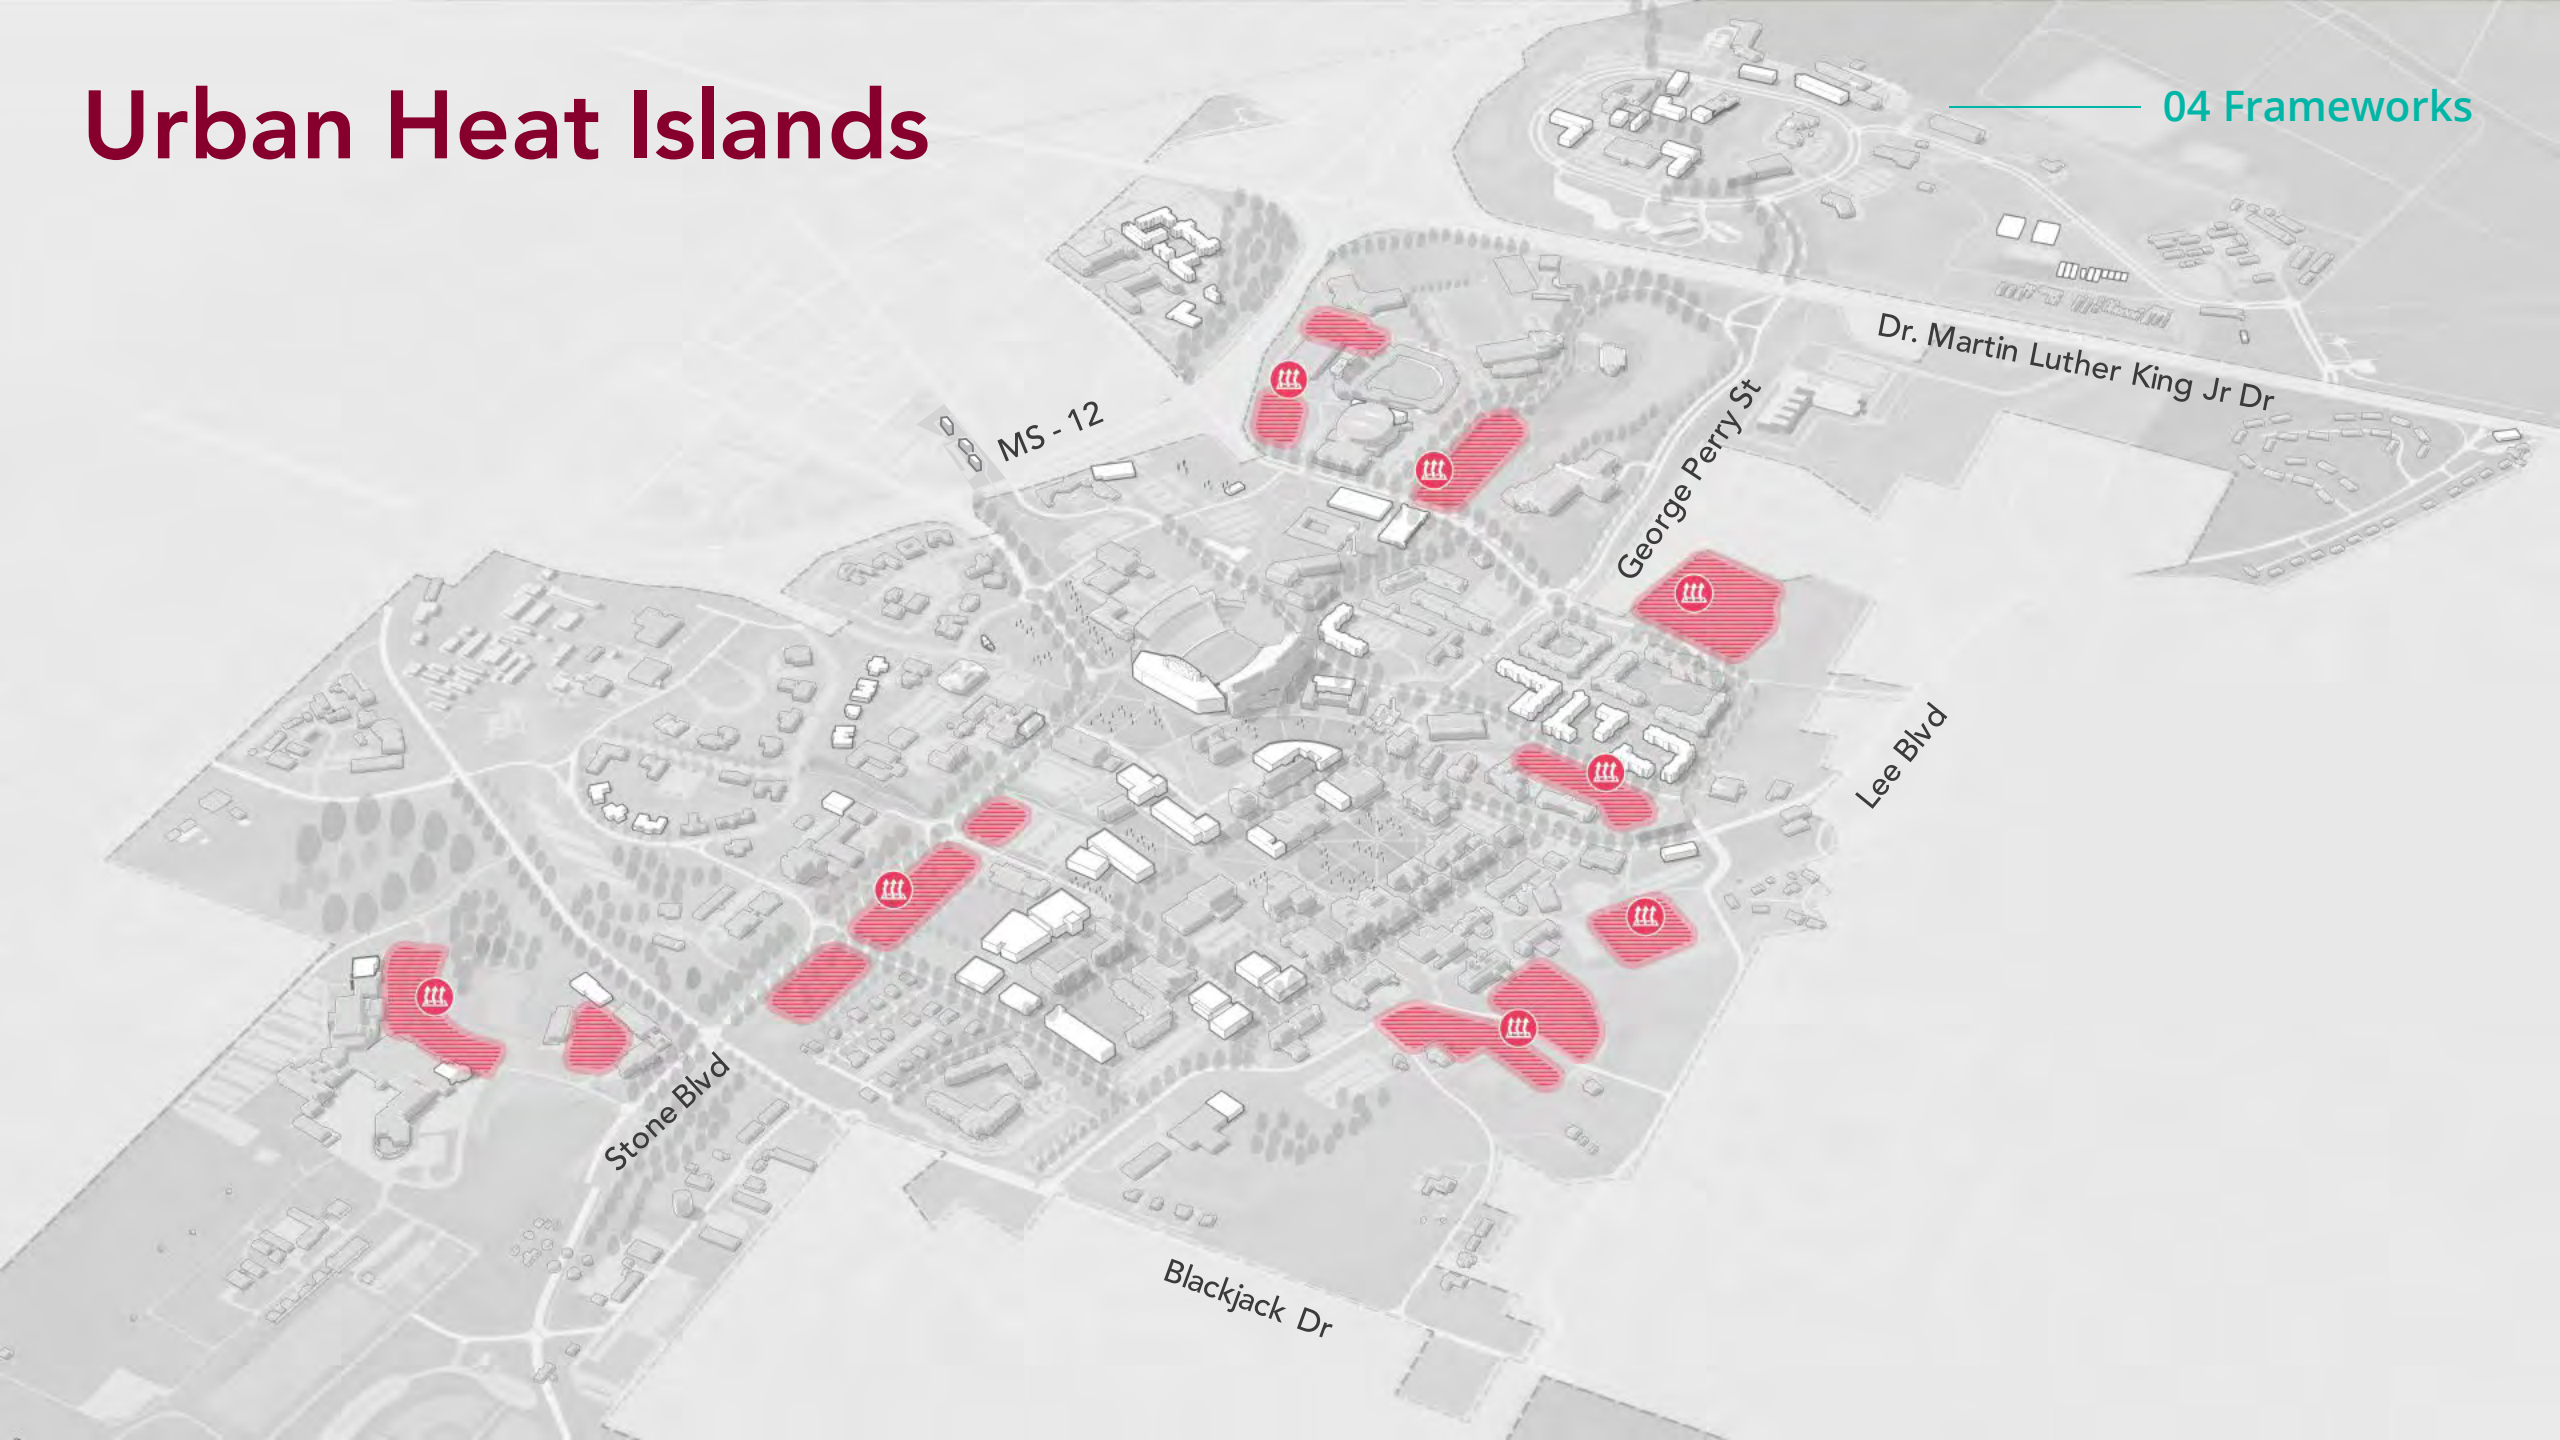 Urban Heat Islands
04 Frameworks
Dr. Martin Luther King Jr Dr
MS - 12
George Perry St
Lee Blvd
Stone Blvd
Blackjack Dr